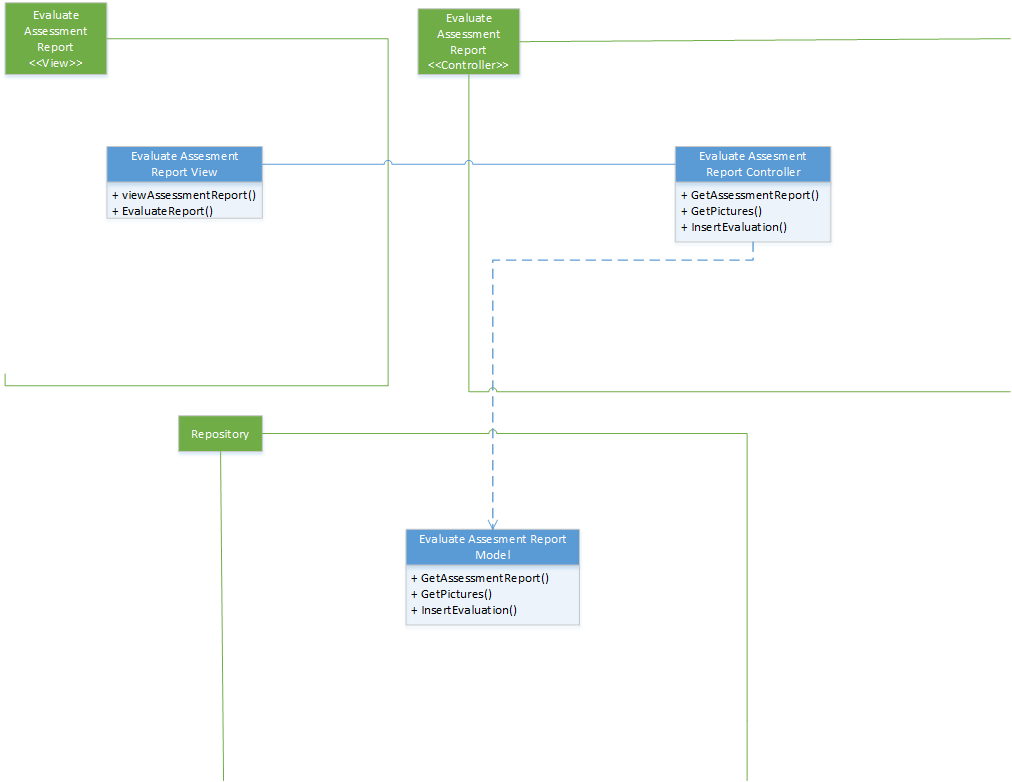 Evaluate
Assessment
Report
<<View>>
Evaluate
Assessment
Report
<<Controller>>
Evaluate Assesment
Report View
+ viewAssessmentReport()
+ EvaluateReport()
Evaluate Assesment
Report Controller
+ GetAssessmentReport()
+ GetPictures()
+ InsertEvaluation()
Repository
Evaluate Assesment Report
Model
+ GetAssessmentReport()
+ GetPictures()
+ InsertEvaluation()